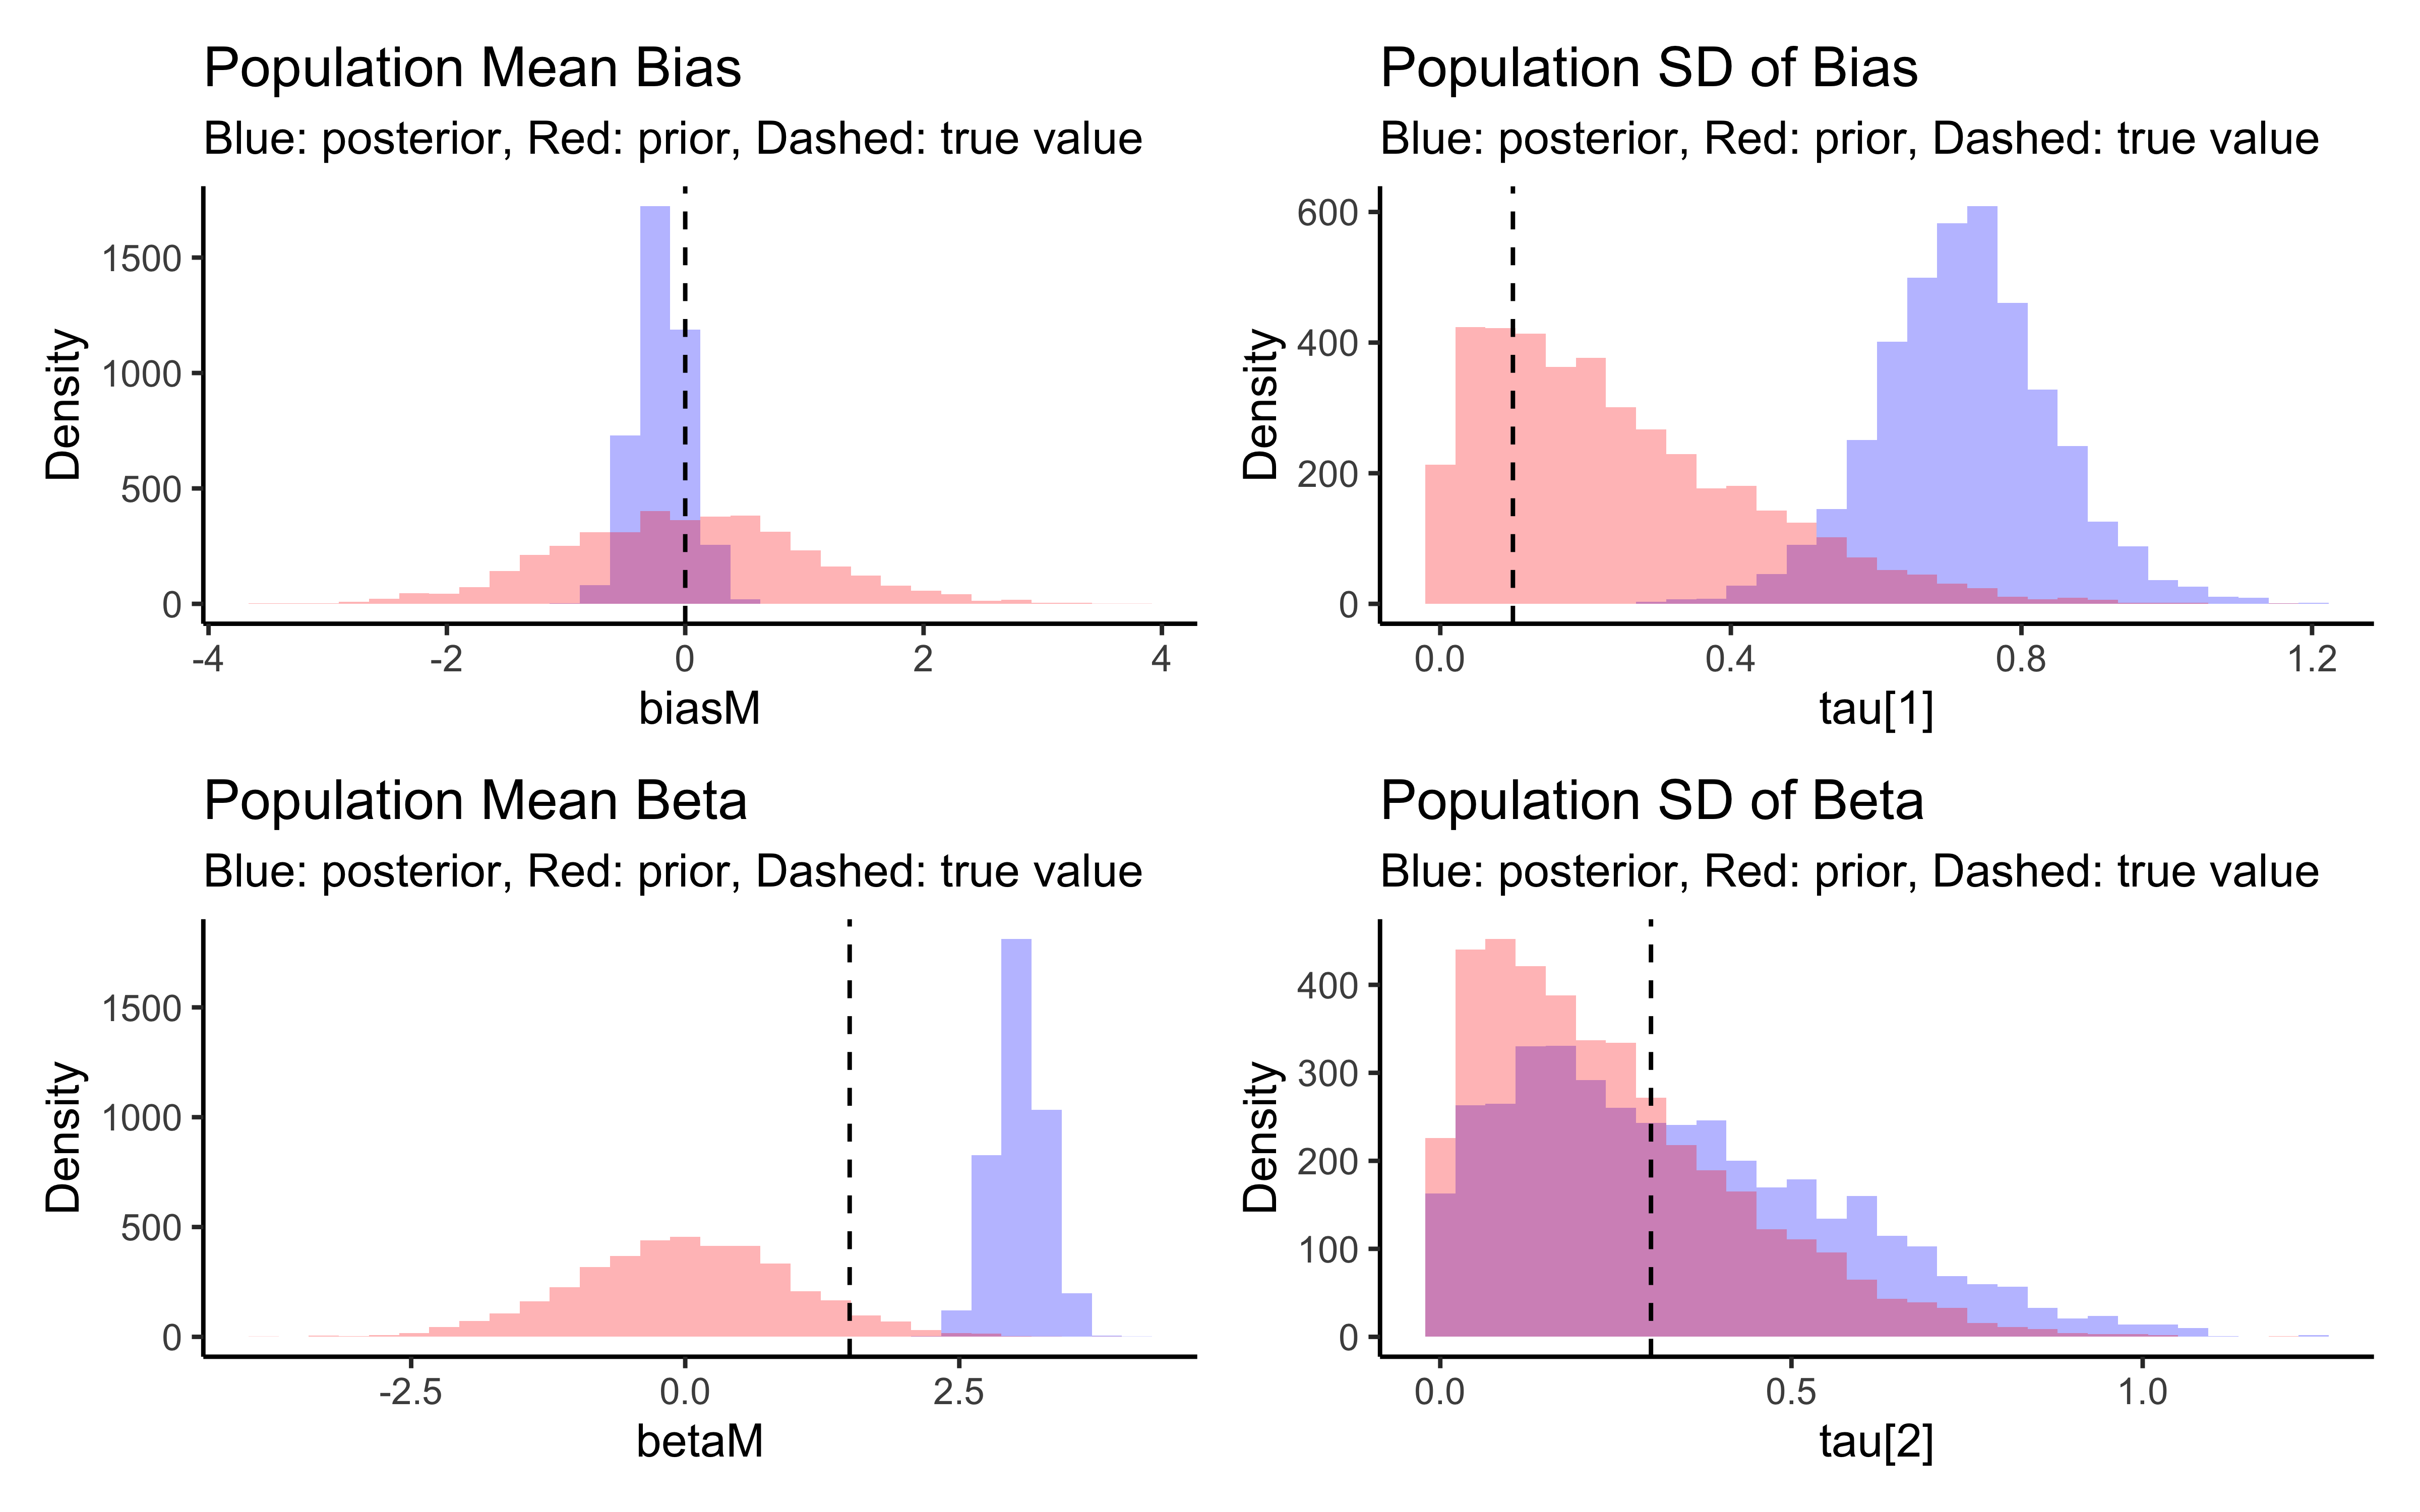 Population Mean Bias
Blue: posterior, Red: prior, Dashed: true value
Density
1500
1000
500
0
-4
-2
0
2
4
biasM
Population SD of Bias
Blue: posterior, Red: prior, Dashed: true value
Density
600
400
200
0
0.0
0.4
0.8
1.2
tau[1]
Population Mean Beta
Blue: posterior, Red: prior, Dashed: true value
Density
1500
1000
500
0
-2.5
0.0
2.5
betaM
Population SD of Beta
Blue: posterior, Red: prior, Dashed: true value
Density
400
300
200
100
0
0.0
0.5
1.0
tau[2]